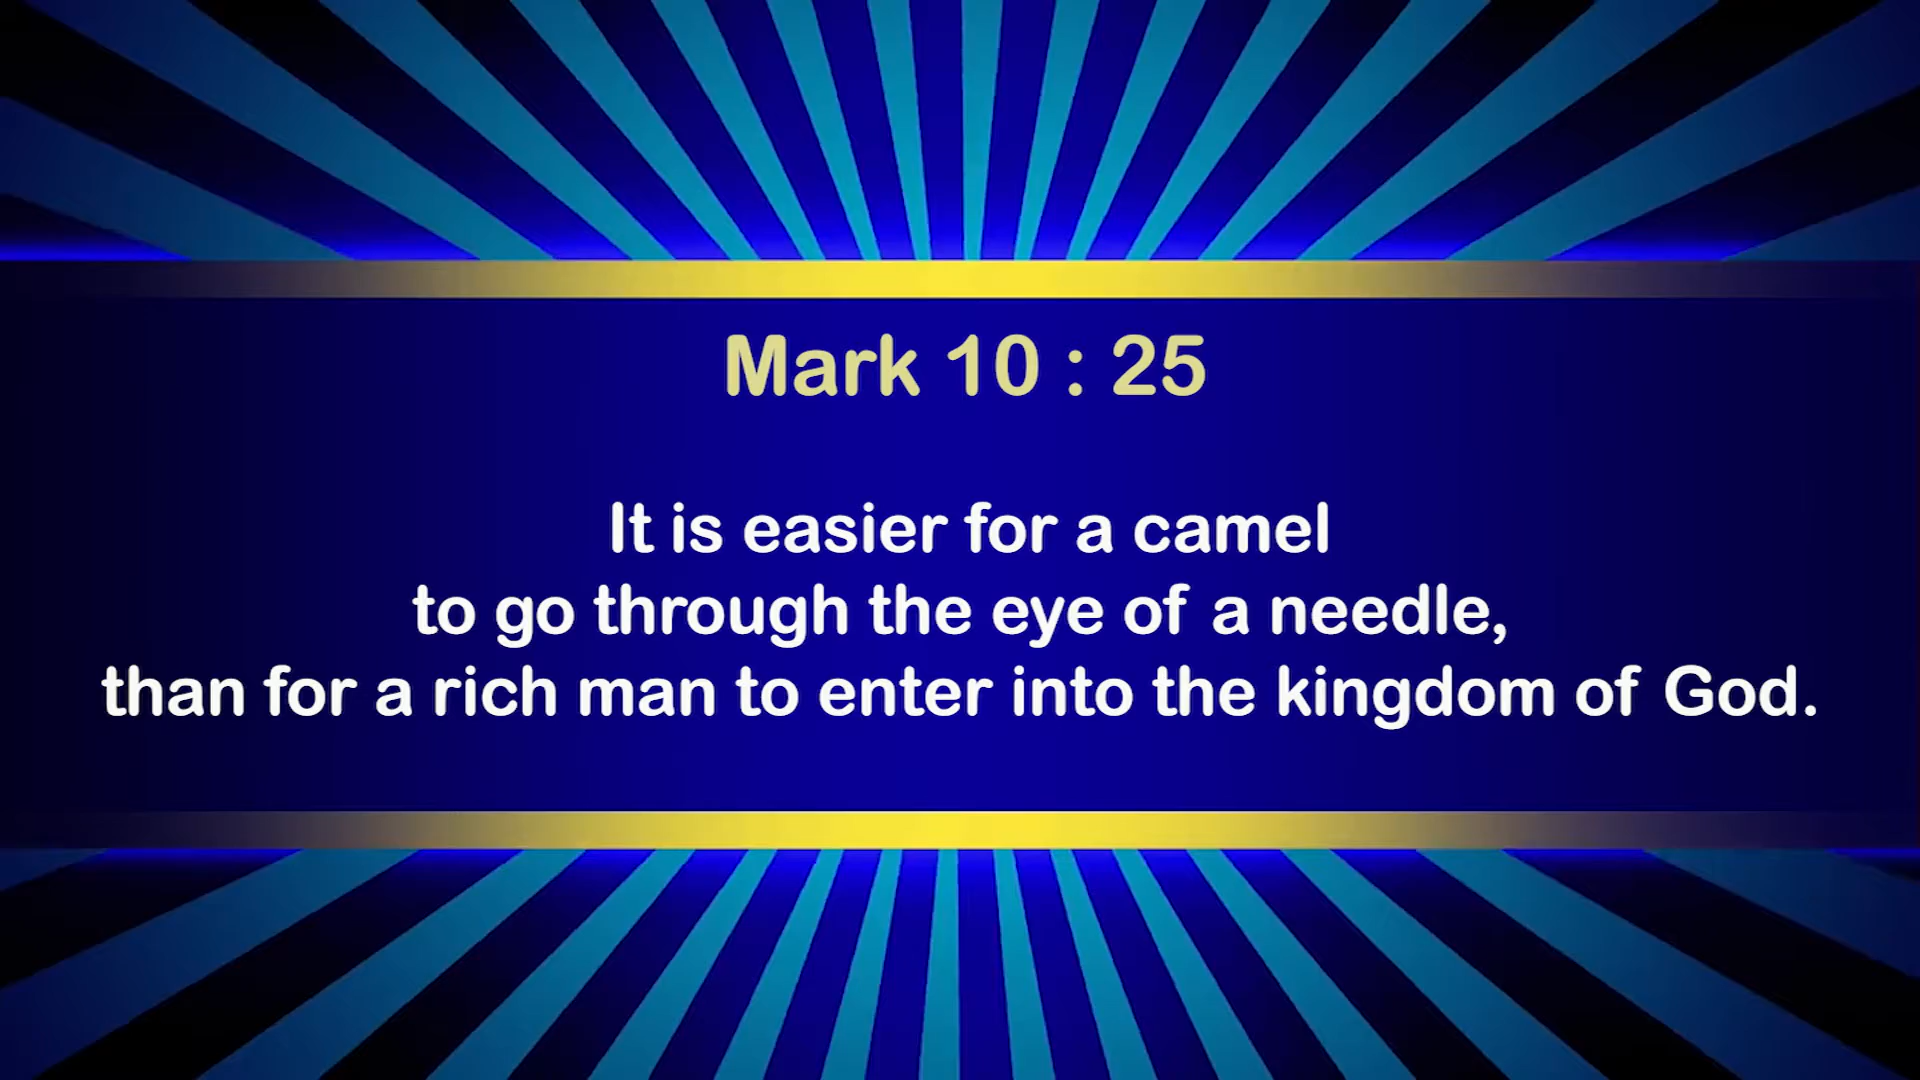 Mark 10 : 25
It is easier for a camel
to go through the eye of a needle,
than for a rich man to enter into the kingdom of God.